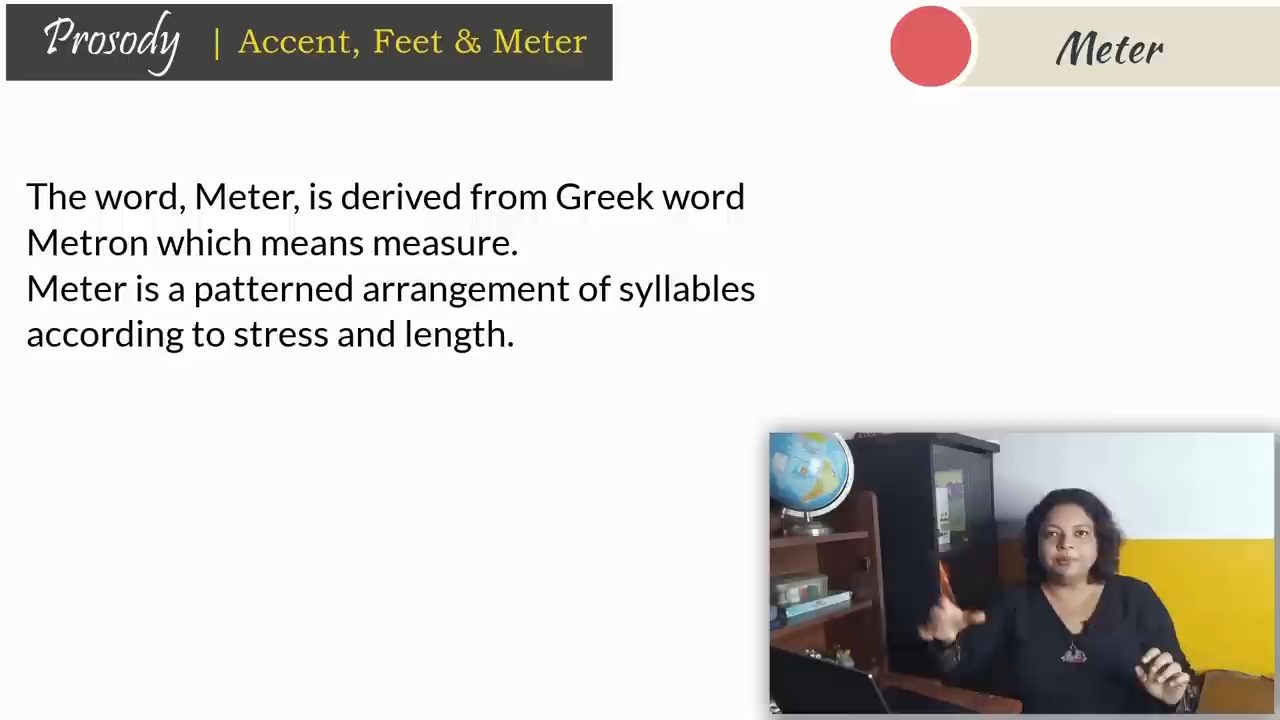 Prosody | Accent, Feet & Meter
Meter
The word, Meter, is derived from Greek word
Metron which means measure.
Meter is a patterned arrangement of syllables
according to stress and length.